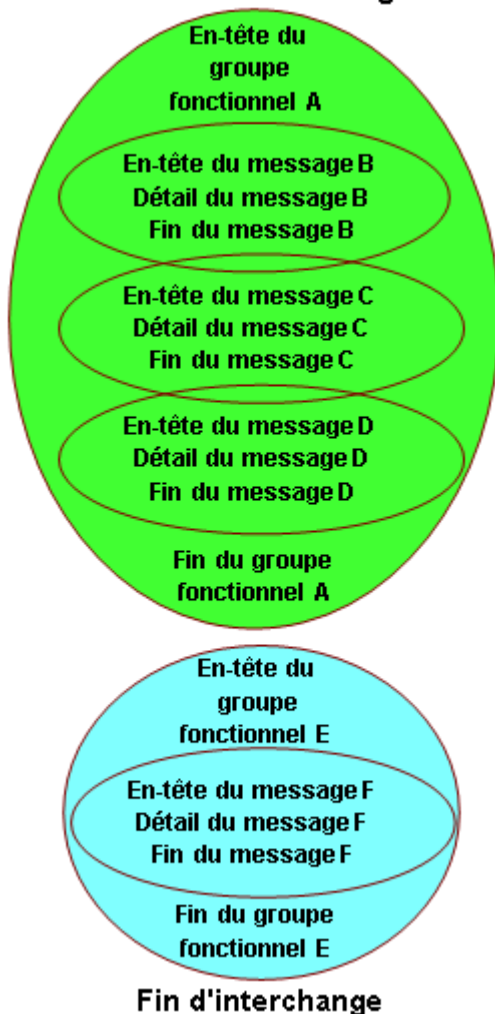 En-tête du
groupe
fonctionnel A
En-tête du message B
Détail du message B
Fin du message B
En-tête du message C
Détail du message C
Fin du message C
En-tête du message D
Détail du message D
Fin du message D
Fin du groupe
fonctionnel A
En-tête du
groupe
fonctionnel E
En-tête du message F
Détail du message F
Fin du message F
Fin du groupe
fonctionnel E
Fin d'interchange